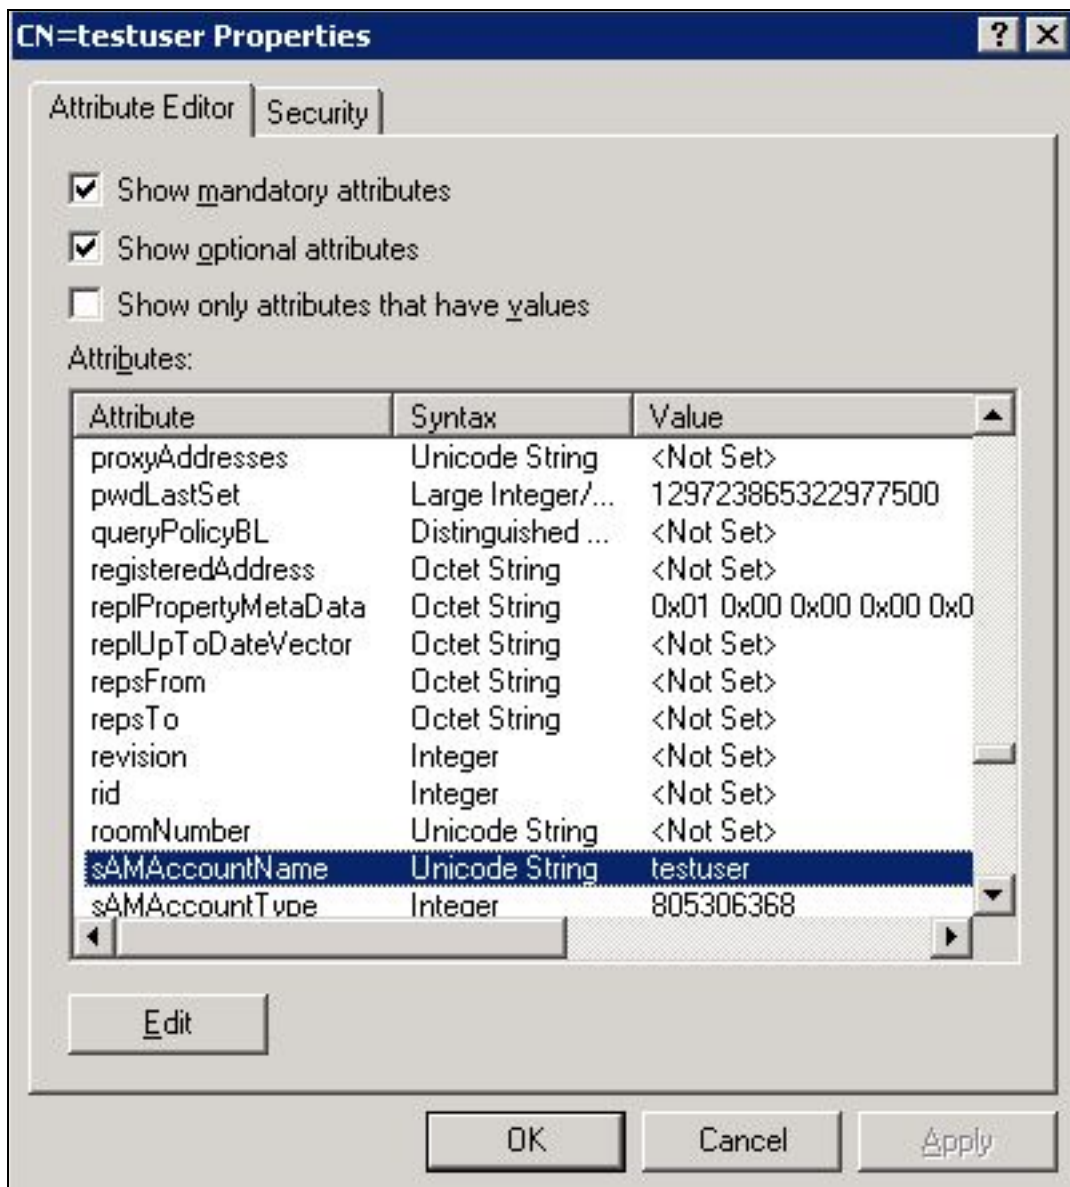 CN=testuser Properties
Attribute Editor Security
Show mandatory attributes
Show optional attributes
Show only attributes that have values
Attributes:
Attribute Syntax Value
proxyAddresses Unicode String <Not Set>
pwdLastSet Large Integer/... 129723865322977500
queryPolicyBL Distinguished ... <Not Set>
registeredAddress Octet String <Not Set>
replPropertyMetaData Octet String 0x01 0x00 0x00 0x00 0x0
replUpToDateVector Octet String <Not Set>
repsFrom Octet String <Not Set>
repsTo Octet String <Not Set>
revision Integer <Not Set>
rid Integer <Not Set>
roomNumber Unicode String <Not Set>
sAMAccountName Unicode String testuser
sAMAccountType Integer 805306368
Edit
OK Cancel Apply